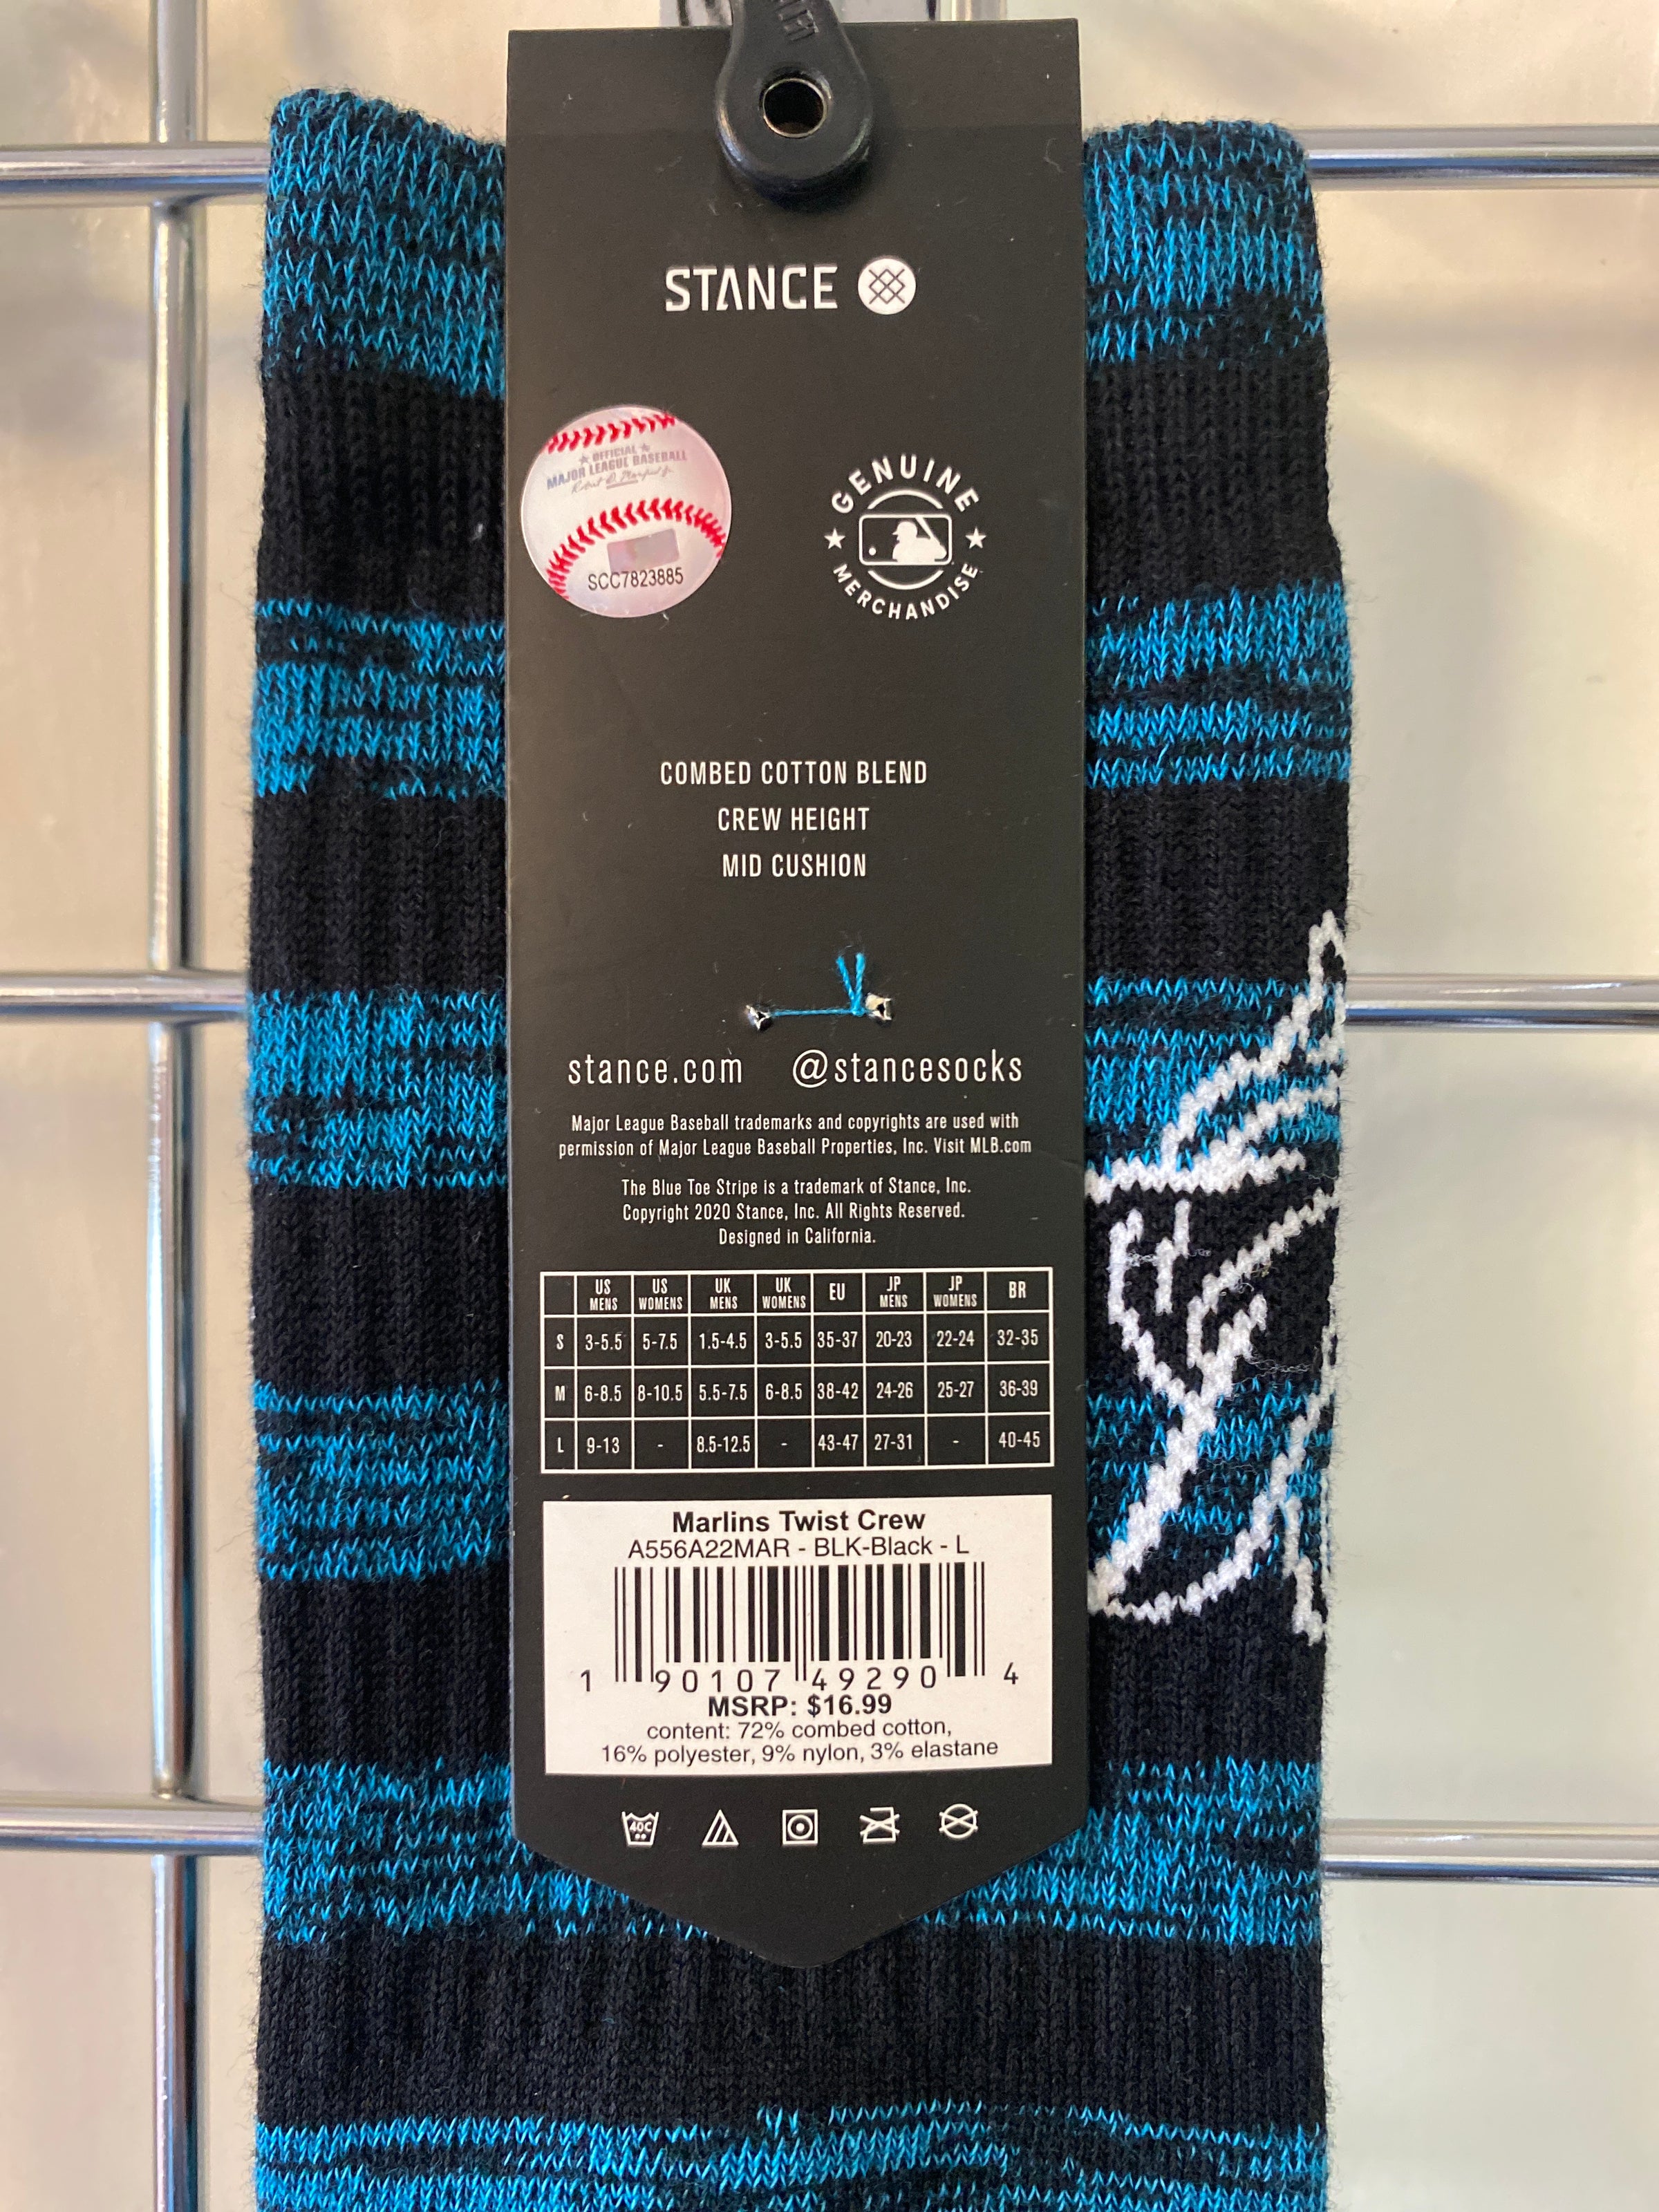 STANCE
★ OFFICIAL ★
MAJOR LEAGUE BASEBALL
SCC7823885
GENUINE
MERCHANDISE
COMBED COTTON BLEND
CREW HEIGHT
MID CUSHION
stance.com @stancesocks
Major League Baseball trademarks and copyrights are used with
permission of Major League Baseball Properties, Inc. Visit MLB.com
The Blue Toe Stripe is a trademark of Stance, Inc.
Copyright 2020 Stance, Inc. All Rights Reserved.
Designed in California.
US MENS US WOMENS UK MENS UK WOMENS EU JP MENS JP WOMENS BR
S 3-5.5 5-7.5 1.5-4.5 3-5.5 35-37 20-23 22-24 32-35
M 6-8.5 8-10.5 5.5-7.5 6-8.5 38-42 24-26 25-27 36-39
L 9-13 - 8.5-12.5 - 43-47 27-31 - 40-45
Marlins Twist Crew
A556A22MAR - BLK-Black - L
1 90107 49290 4
MSRP: $16.99
content: 72% combed cotton,
16% polyester, 9% nylon, 3% elastane
40C